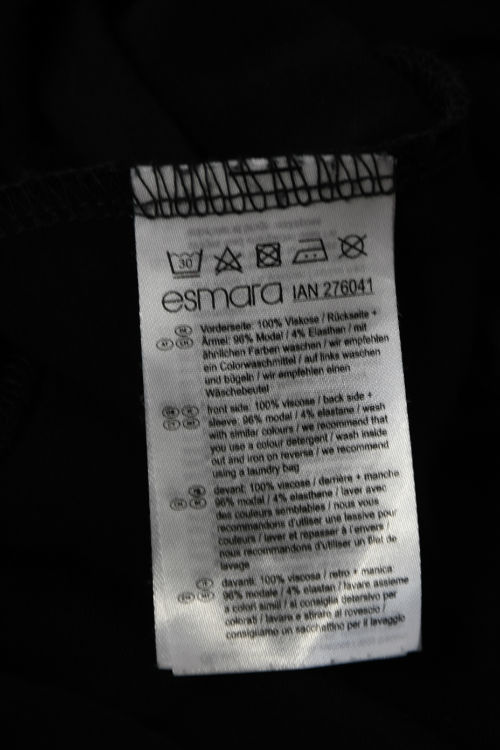 30
esmara IAN 276041
Vorderseite: 100% Viskose / Rückseite +
Ärmel: 96% Modal / 4% Elasthan / mit
ähnlichen Farben waschen / wir empfehlen
ein Colorwaschmittel / auf links waschen
und bügeln / wir empfehlen einen
Wäschebeutel
front side: 100% viscose / back side +
sleeve: 96% modal / 4% elastane / wash
with similar colours / we recommend that
you use a colour detergent / wash inside
out and iron on reverse / we recommend
using a laundry bag
devant: 100% viscose / derrière + manche
96% modal / 4% élasthane / laver avec
des couleurs semblables / nous vous
recommandons d'utiliser une lessive pour
couleurs / laver et repasser à l'envers /
nous recommandons d'utiliser un filet de
lavage
davanti: 100% viscosa / retro + manica
96% modale / 4% elastan / lavare assieme
a colori simili / si consiglia detersivo per
colorati / lavare e stirare al rovescio /
consigliamo un sacchettino per il lavaggio